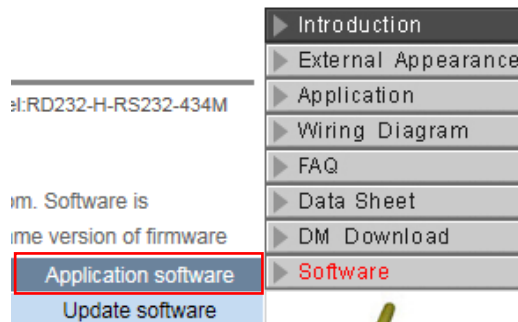 Introduction
External Appearance
Application
Wiring Diagram
FAQ
Data Sheet
DM Download
Software
el:RD232-H-RS232-434M
om. Software is
ame version of firmware
Application software
Update software